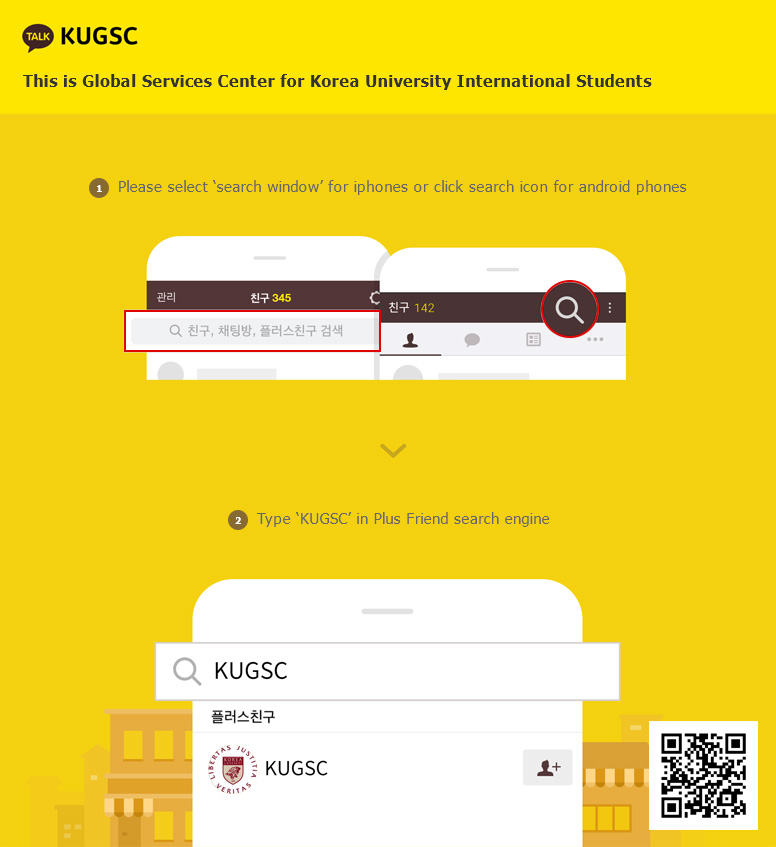 TALK KUGSC
This is Global Services Center for Korea University International Students
1 Please select ‘search window’ for iphones or click search icon for android phones
관리 친구 345
친구, 채팅방, 플러스친구 검색
친구 142
2 Type ‘KUGSC’ in Plus Friend search engine
KUGSC
플러스친구
LIBERTAS JUSTITIA VERITAS
KOREA
KUGSC